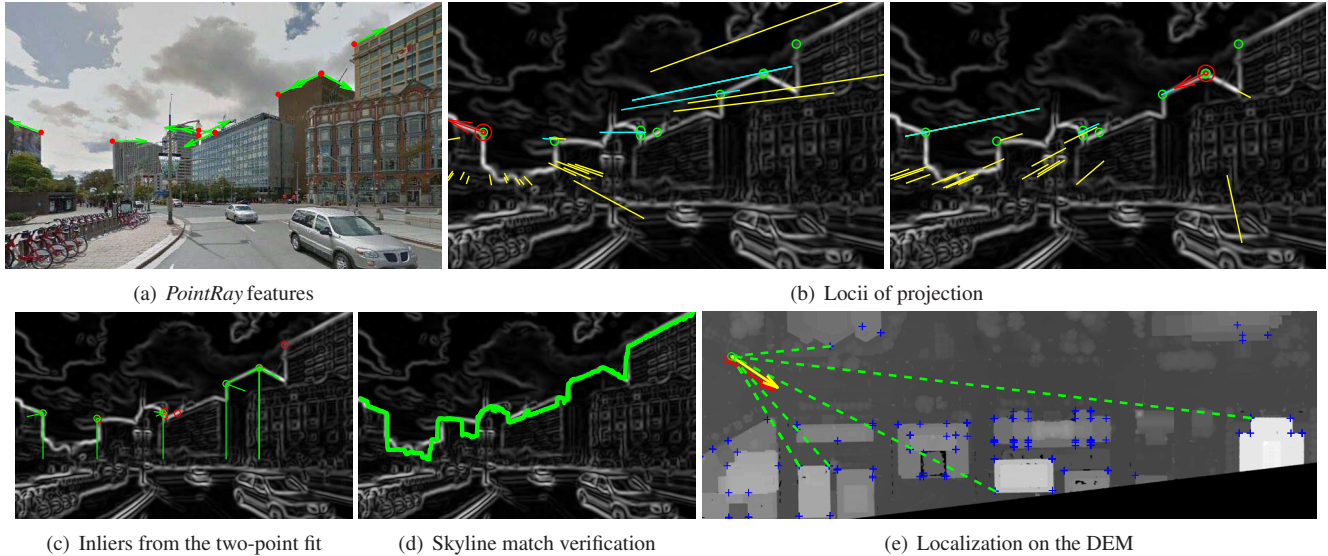 (a) PointRay features
(b) Locii of projection
(c) Inliers from the two-point fit
(d) Skyline match verification
(e) Localization on the DEM